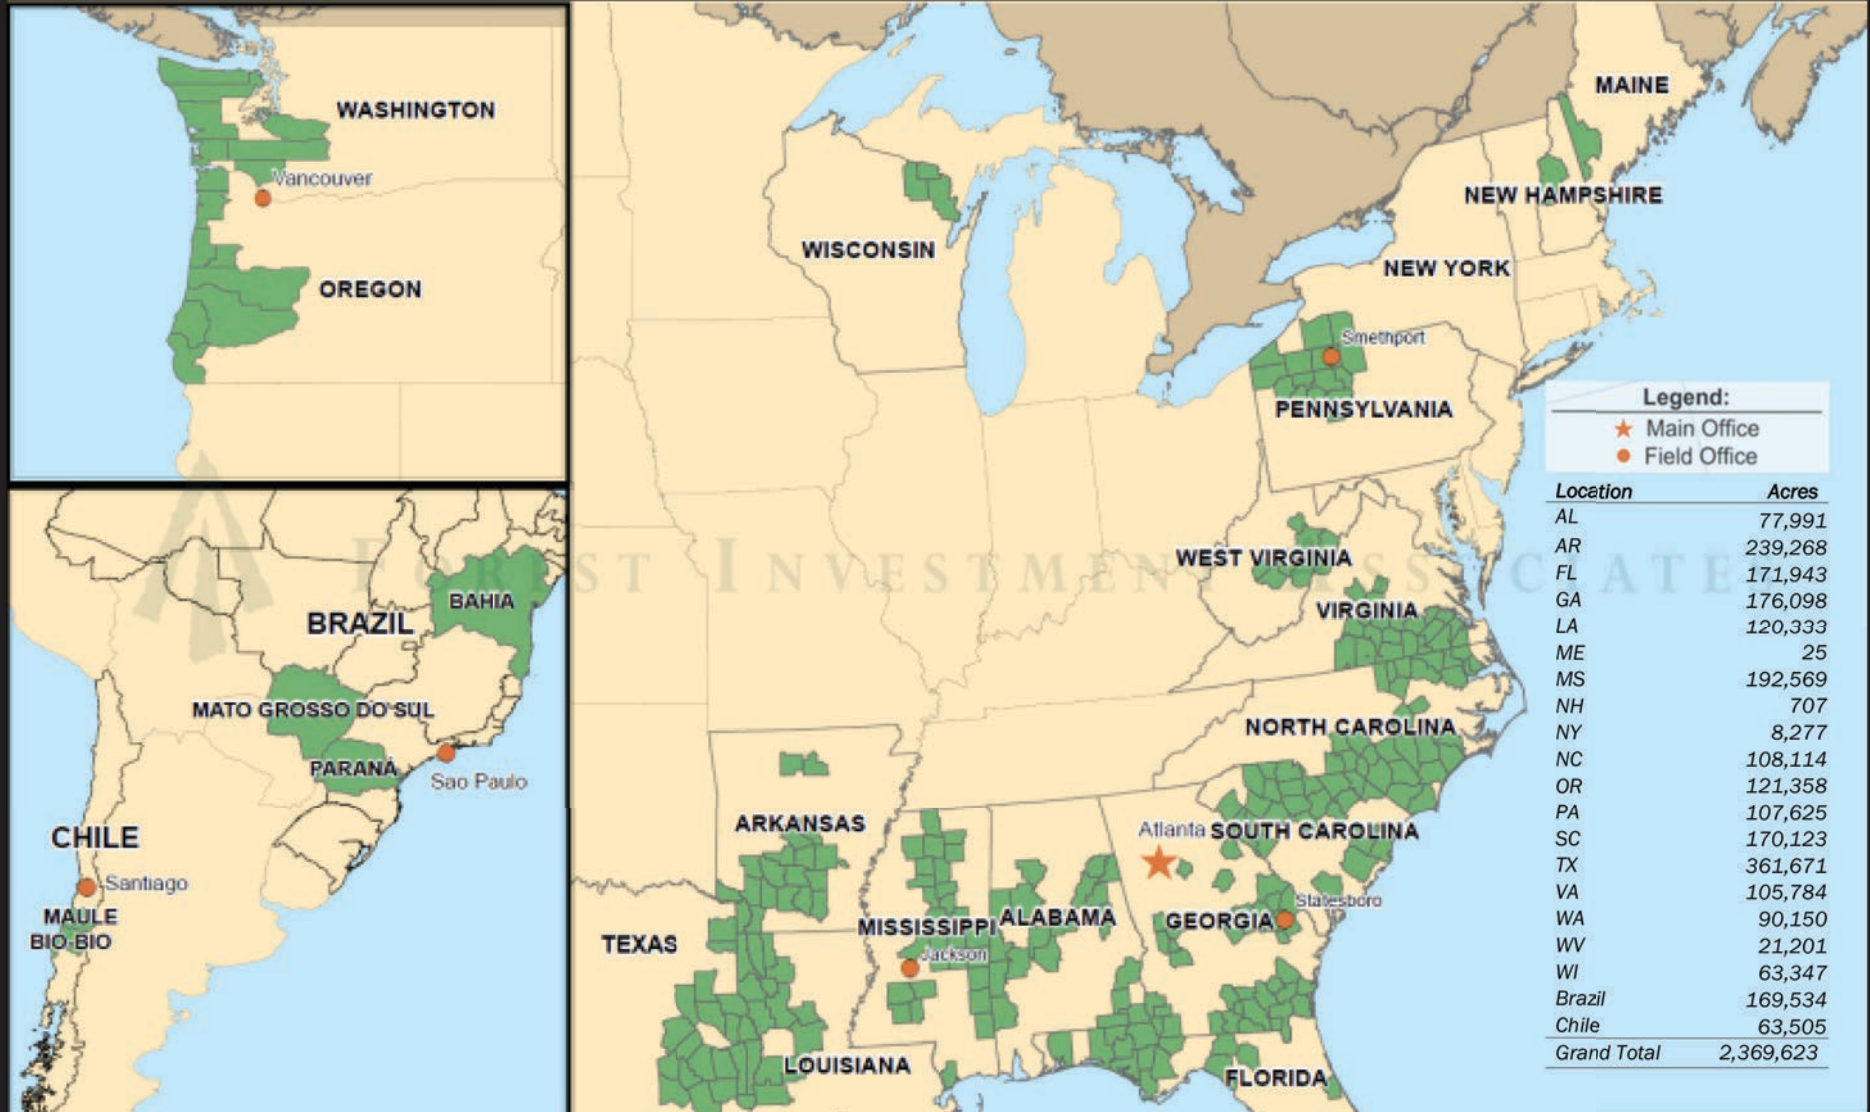 WASHINGTON
Vancouver
OREGON
BRAZIL
BAHIA
MATO GROSSO DO SUL
PARANÁ
Sao Paulo
CHILE
Santiago
MAULE
BIO-BIO
MAINE
NEW HAMPSHIRE
WISCONSIN
NEW YORK
Smethport
PENNSYLVANIA
FOREST INVESTMENT ASSOCIATES
WEST VIRGINIA
VIRGINIA
NORTH CAROLINA
ARKANSAS
Atlanta
SOUTH CAROLINA
Statesboro
MISSISSIPPI
ALABAMA
GEORGIA
TEXAS
Jackson
LOUISIANA
FLORIDA
Legend:
Main Office
Field Office
Location Acres
AL 77,991
AR 239,268
FL 171,943
GA 176,098
LA 120,333
ME 25
MS 192,569
NH 707
NY 8,277
NC 108,114
OR 121,358
PA 107,625
SC 170,123
TX 361,671
VA 105,784
WA 90,150
WV 21,201
WI 63,347
Brazil 169,534
Chile 63,505
Grand Total 2,369,623